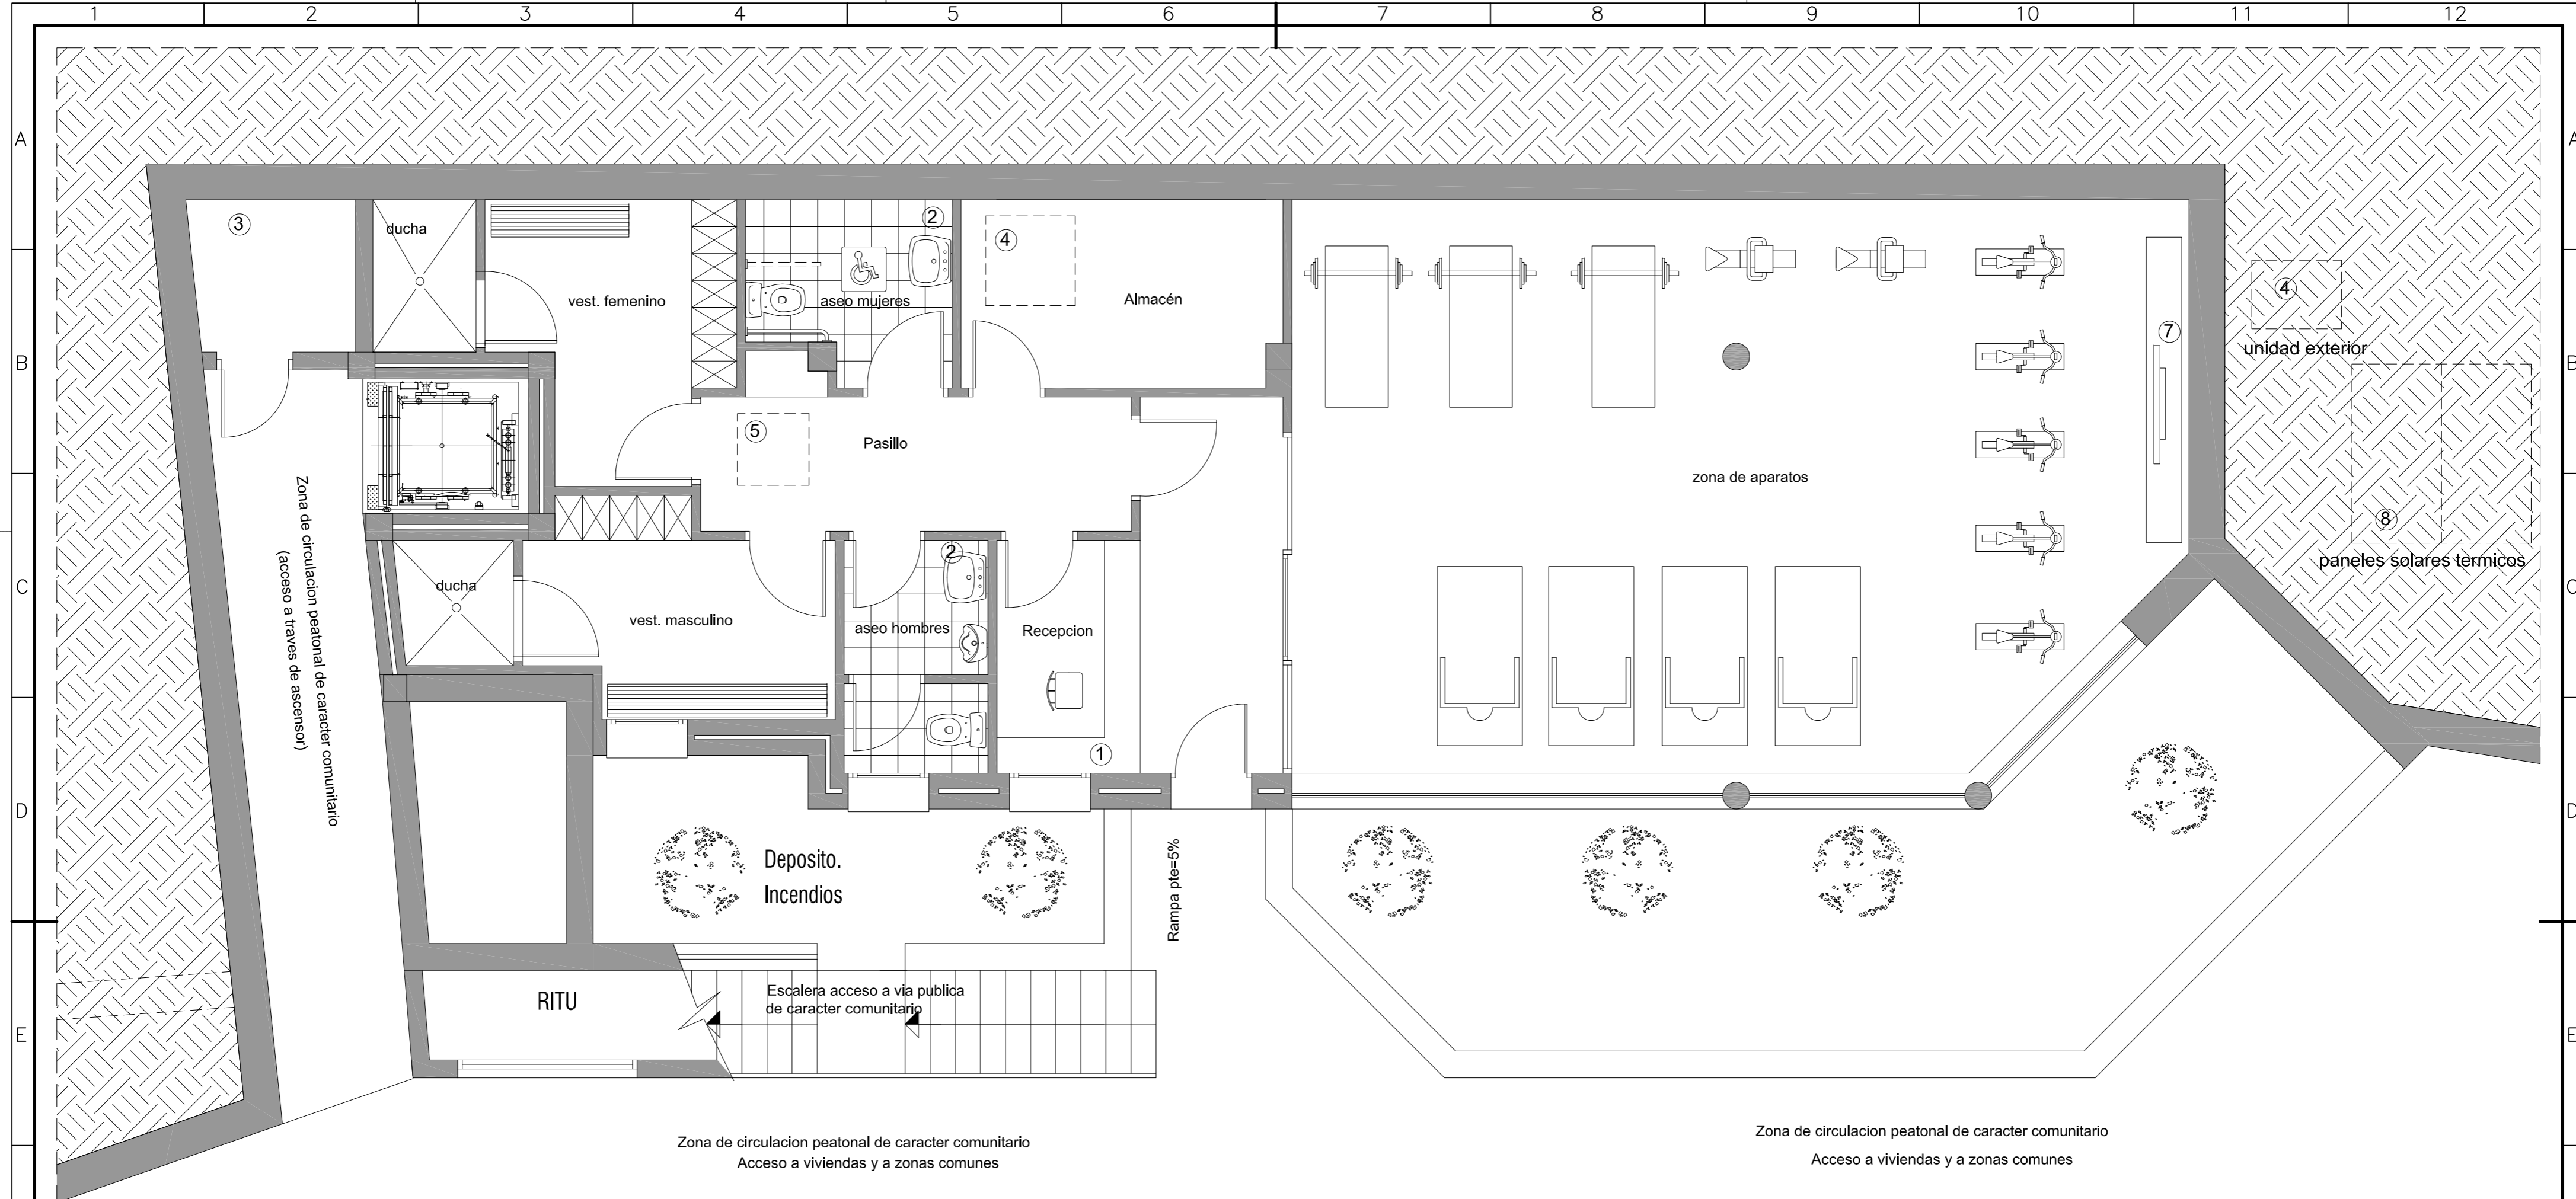 1 2 3 4 5 6 7 8 9 10 11 12
A
A
B
B
C
C
D
D
E
E
3
ducha
vest. femenino
2
aseo mujeres
4
Almacén
4
unidad exterior
7
8
paneles solares termicos
5
Pasillo
zona de aparatos
Zona de circulacion peatonal de caracter comunitario
(acceso a traves de ascensor)
ducha
vest. masculino
2
aseo hombres
Recepcion
1
Deposito.
Incendios
Rampa pte=5%
RITU
Escalera acceso a via publica
de caracter comunitario
Zona de circulacion peatonal de caracter comunitario
Acceso a viviendas y a zonas comunes
Zona de circulacion peatonal de caracter comunitario
Acceso a viviendas y a zonas comunes